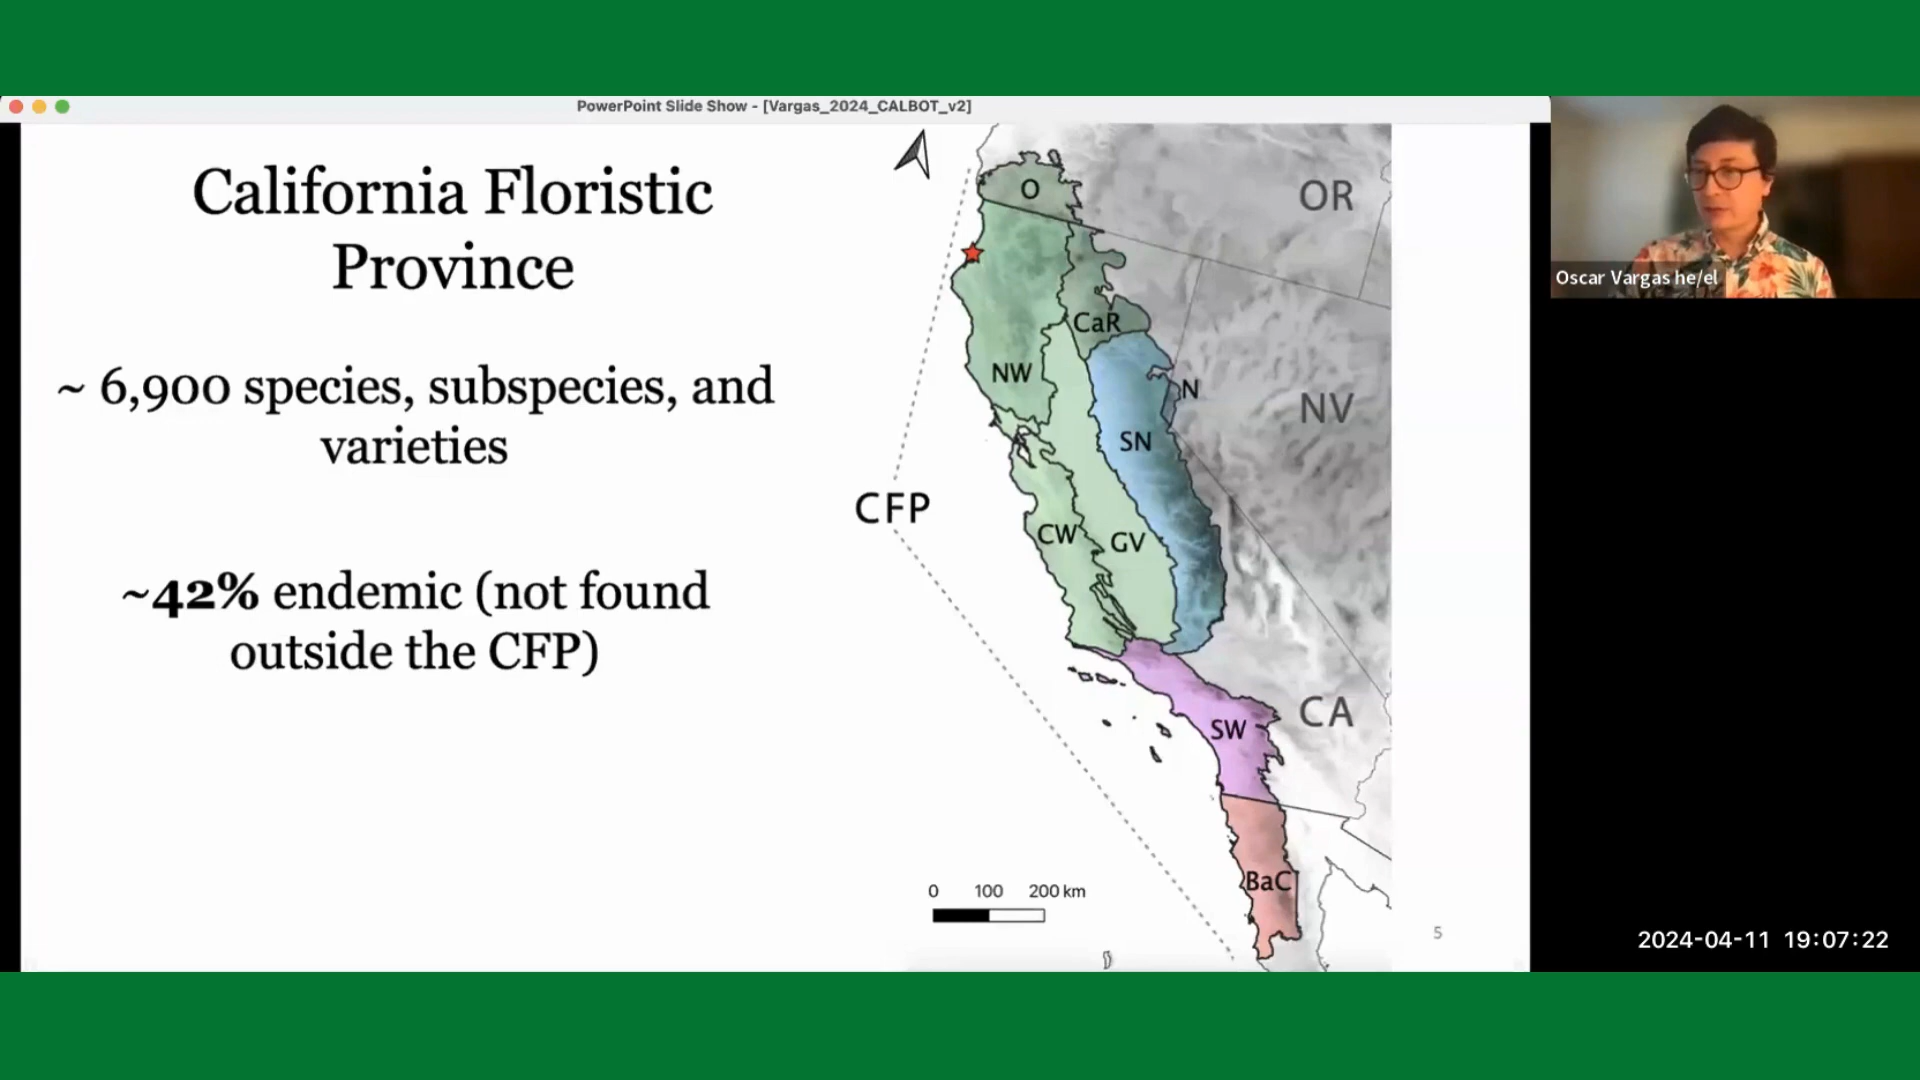 PowerPoint Slide Show - [Vargas_2024_CALBOT_v2]
California Floristic
Province
~ 6,900 species, subspecies, and
varieties
~42% endemic (not found
outside the CFP)
CFP
O
OR
CaR
NW
N
NV
SN
CW
GV
CA
SW
BaC
0 100 200 km
5
Oscar Vargas he/el
2024-04-11 19:07:22